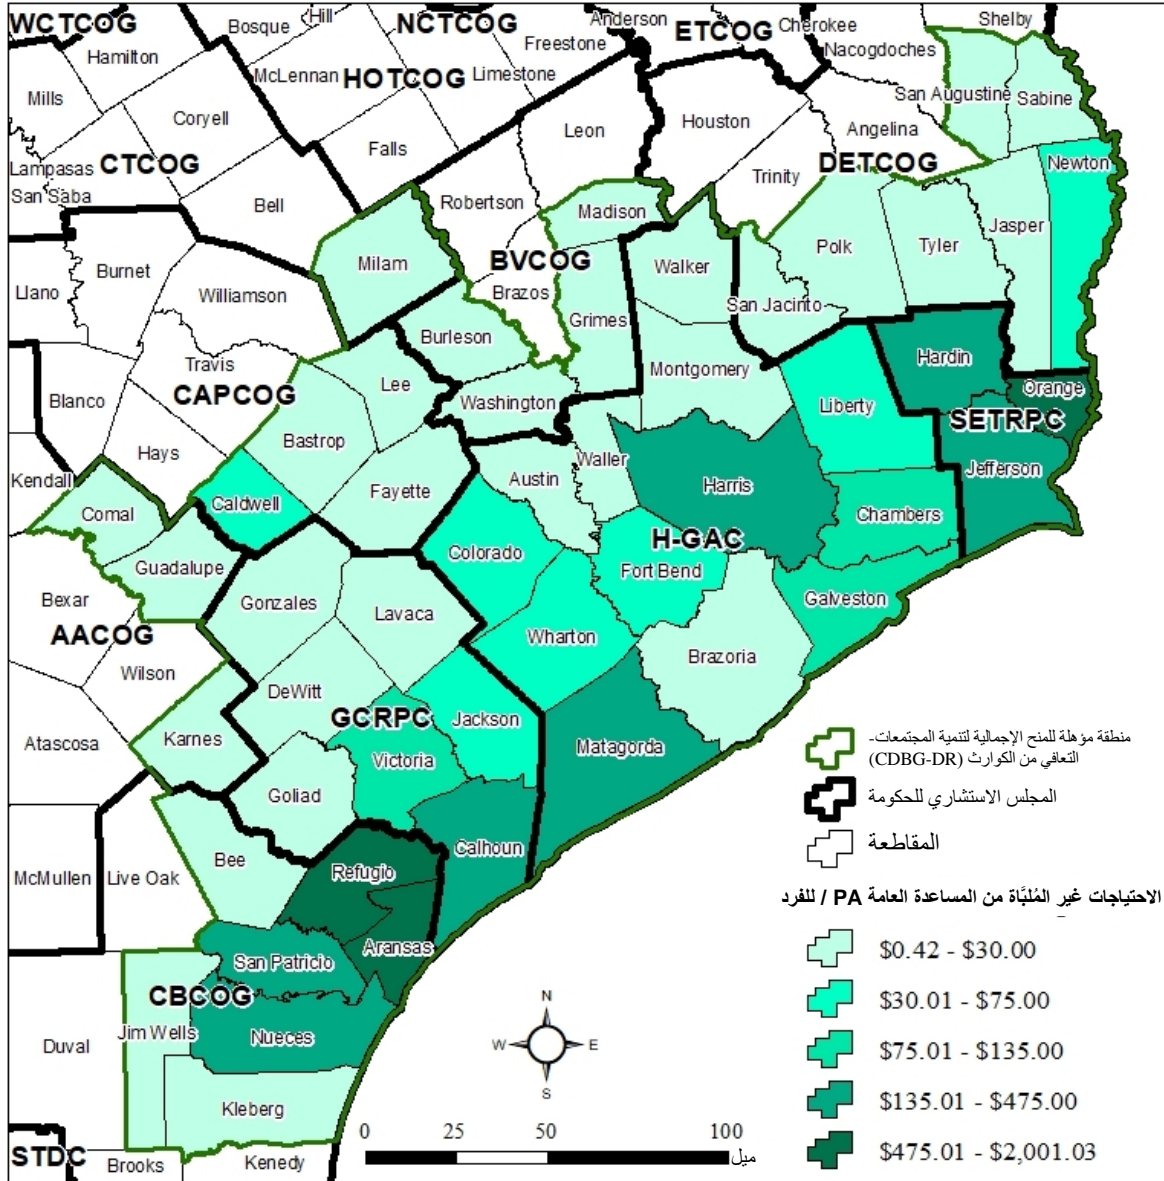 WCTCOG
Hill
Bosque
NCTCOG
Anderson
ETCOG
Cherokee
Shelby
Hamilton
Freestone
Nacogdoches
McLennan
HOTCOG
Limestone
Mills
San Augustine
Sabine
Coryell
Leon
Houston
Angelina
Falls
Lampasas
CTCOG
DETCOG
Newton
San Saba
Bell
Robertson
Trinity
Madison
Jasper
Milam
BVCOG
Walker
Polk
Tyler
Burnet
Llano
Williamson
Brazos
San Jacinto
Grimes
Burleson
Travis
Hardin
Montgomery
Lee
Orange
Blanco
CAPCOG
Washington
Liberty
SETRPC
Bastrop
Hays
Waller
Jefferson
Kendall
Austin
Harris
Fayette
Caldwell
Comal
Chambers
H-GAC
Colorado
Guadalupe
Fort Bend
Bexar
Gonzales
Lavaca
Galveston
AACOG
Wharton
Brazoria
Wilson
DeWitt
GCRPC
Jackson
Karnes
Atascosa
Matagorda
Victoria
Goliad
Calhoun
Bee
Refugio
McMullen
Live Oak
Aransas
San Patricio
CBCOG
Jim Wells
Nueces
Duval
Kleberg
STDC
Brooks
Kenedy
منطقة مؤهلة للمنح الإجمالية لتنمية المجتمعات-
التعافي من الكوارث (CDBG-DR)
المجلس الاستشاري للحكومة
المقاطعة
الاحتياجات غير المُلبَّاة من المساعدة العامة PA / للفرد
$0.42 - $30.00
$30.01 - $75.00
$75.01 - $135.00
$135.01 - $475.00
$475.01 - $2,001.03
N
W E
S
0 25 50 100
ميل